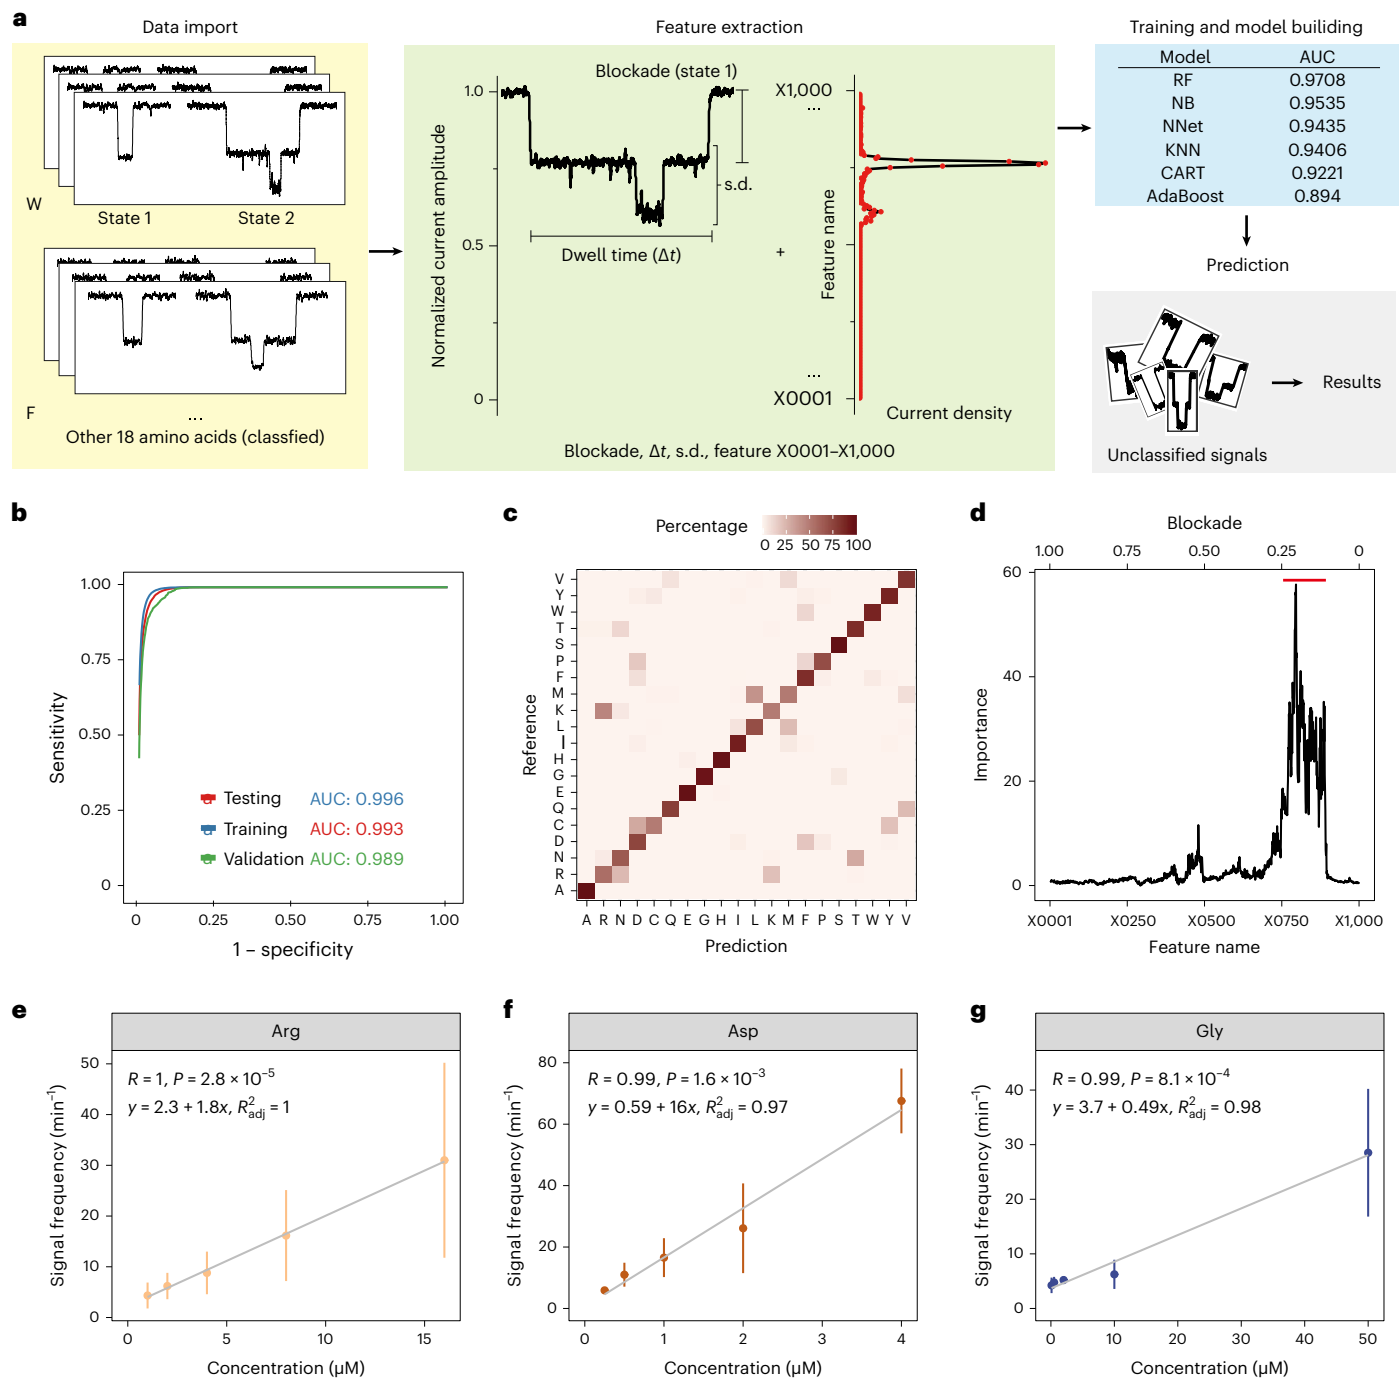 a
Data import
Feature extraction
Training and model builiding
W
State 1
State 2
F
...
Other 18 amino acids (classfied)
Normalized current amplitude
1.0
0.5
0
Blockade (state 1)
s.d.
Dwell time (Δt)
+
Feature name
X1,000
...
...
X0001
Current density
Blockade, Δt, s.d., feature X0001–X1,000
Model AUC
RF 0.9708
NB 0.9535
NNet 0.9435
KNN 0.9406
CART 0.9221
AdaBoost 0.894
Prediction
Results
Unclassified signals
b
Sensitivity
1.00
0.75
0.50
0.25
0
Testing AUC: 0.996
Training AUC: 0.993
Validation AUC: 0.989
0 0.25 0.50 0.75 1.00
1 – specificity
c
Percentage
0 25 50 75 100
Reference
V
Y
W
T
S
P
F
M
K
L
I
H
G
E
Q
C
D
N
R
A
A R N D C Q E G H I L K M F P S T W Y V
Prediction
d
Blockade
1.00 0.75 0.50 0.25 0
Importance
60
40
20
0
X0001 X0250 X0500 X0750 X1,000
Feature name
e
Arg
R = 1, P = 2.8 × 10⁻⁵
y = 2.3 + 1.8x, R²adj = 1
Signal frequency (min⁻¹)
50
40
30
20
10
0
0 5 10 15
Concentration (μM)
f
Asp
R = 0.99, P = 1.6 × 10⁻³
y = 0.59 + 16x, R²adj = 0.97
Signal frequency (min⁻¹)
80
60
40
20
0
0 1 2 3 4
Concentration (μM)
g
Gly
R = 0.99, P = 8.1 × 10⁻⁴
y = 3.7 + 0.49x, R²adj = 0.98
Signal frequency (min⁻¹)
40
30
20
10
0
0 10 20 30 40 50
Concentration (μM)